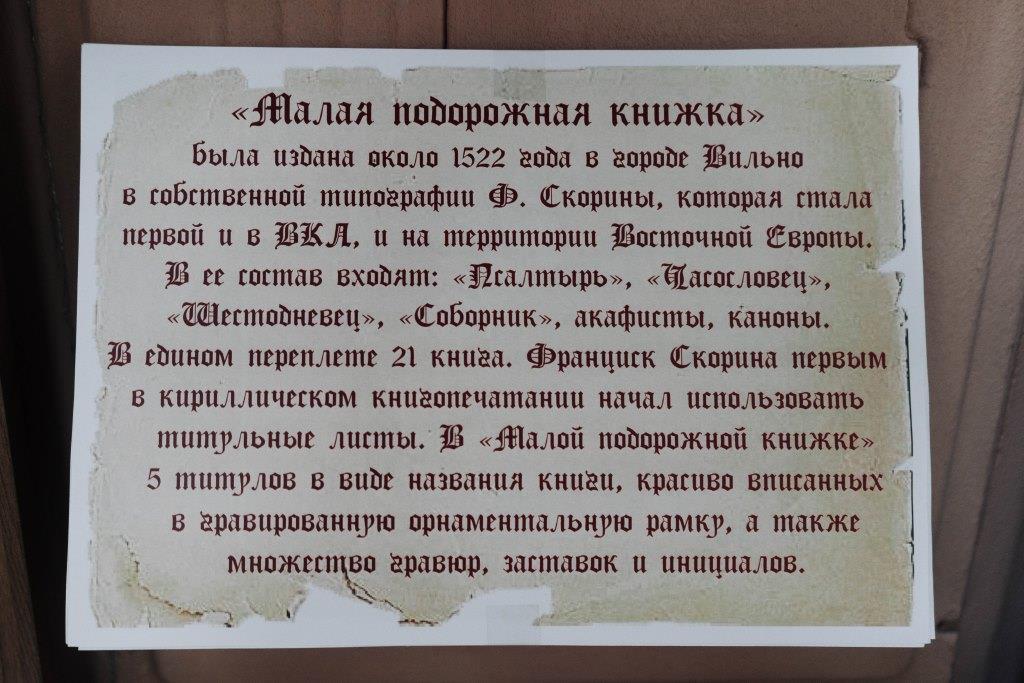 «Малая подорожная книжка»
была издана около 1522 года в городе Вильно
в собственной типографии Ф. Скорины, которая стала
первой и в ВКЛ, и на территории Восточной Европы.
В ее состав входят: «Псалтырь», «Часословец»,
«Шестодневец», «Соборник», акафисты, каноны.
В едином переплете 21 книга. Франциск Скорина первым
в кириллическом книгопечатании начал использовать
титульные листы. В «Малой подорожной книжке»
5 титулов в виде названия книги, красиво вписанных
в гравированную орнаментальную рамку, а также
множество гравюр, заставок и инициалов.